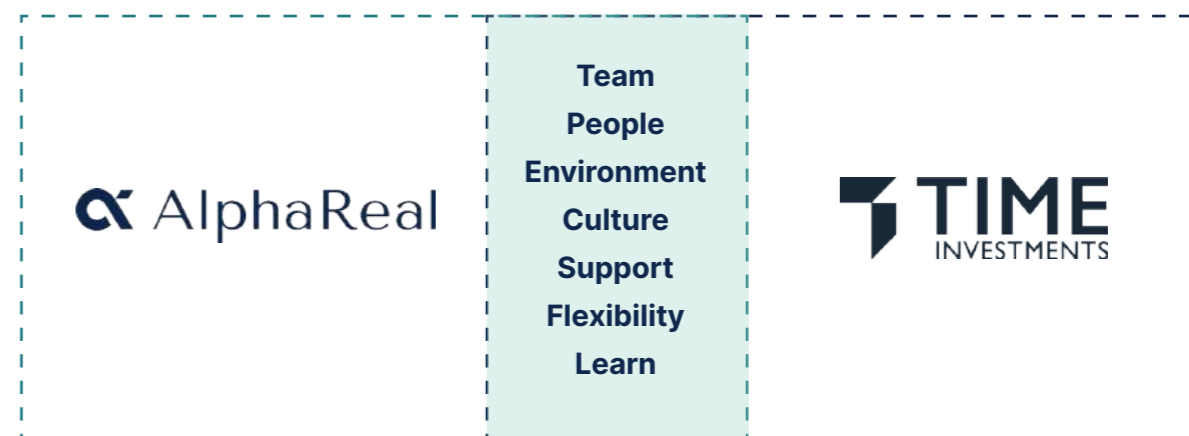 AlphaReal
Team
People
Environment
Culture
Support
Flexibility
Learn
TIME
INVESTMENTS